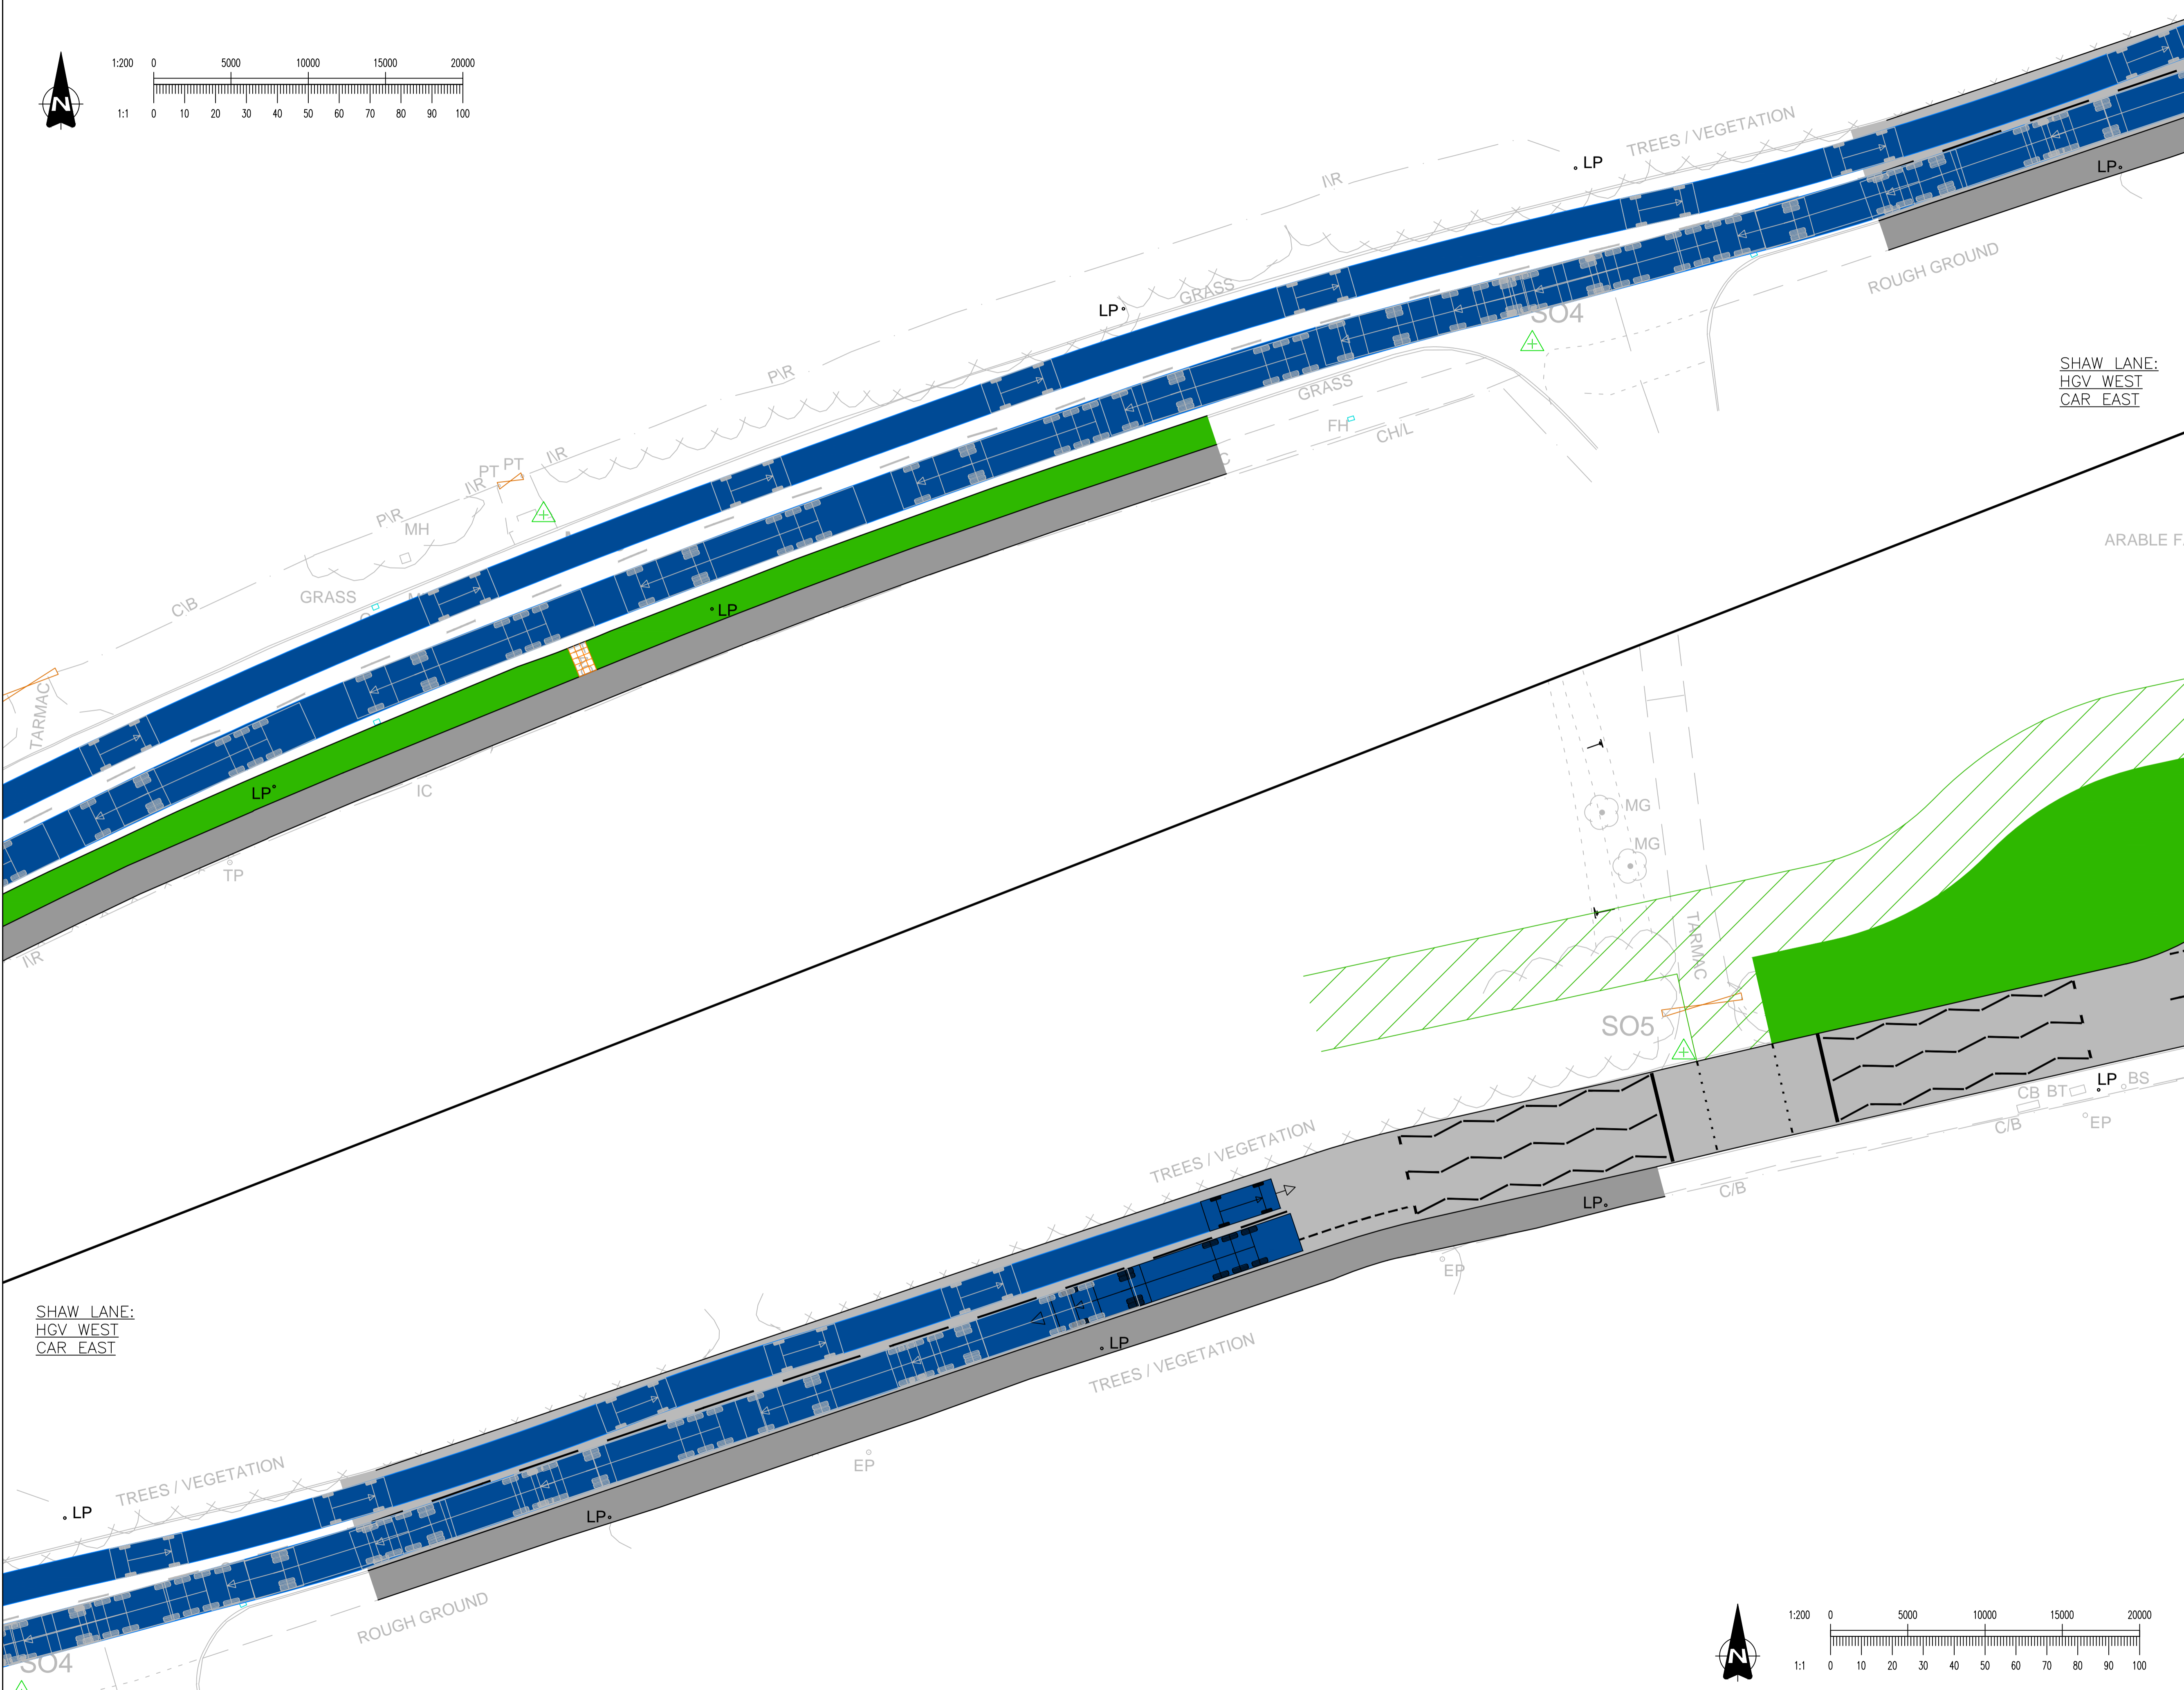 1:200 0 5000 10000 15000 20000
1:1 0 10 20 30 40 50 60 70 80 90 100
N
TREES / VEGETATION
LP
I\R
LP
GRASS
LP
ROUGH GROUND
SO4
SHAW LANE:
HGV WEST
CAR EAST
P\R
GRASS
FH
CH/L
I\R
PT PT
I\R
P\R
MH
GRASS
C\B
LP
TARMAC
LP
IC
TP
I\R
ARABLE
MG
MG
TARMAC
SO5
LP
BS
CB BT
EP
C/B
C/B
LP
TREES / VEGETATION
EP
LP
TREES / VEGETATION
SHAW LANE:
HGV WEST
CAR EAST
EP
TREES / VEGETATION
LP
LP
ROUGH GROUND
SO4
1:200 0 5000 10000 15000 20000
1:1 0 10 20 30 40 50 60 70 80 90 100
N